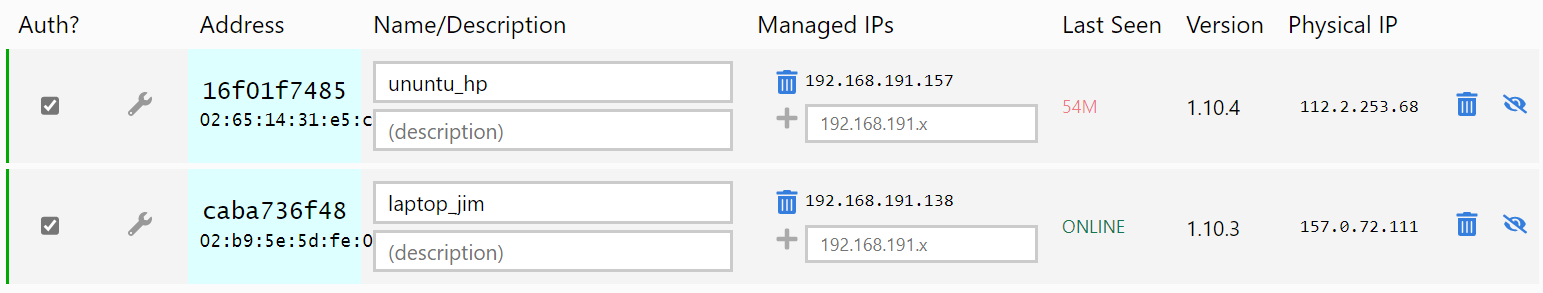 Auth? Address Name/Description Managed IPs Last Seen Version Physical IP
16f01f7485 ununtu_hp 192.168.191.157
02:65:14:31:e5:c (description) 192.168.191.x 54M 1.10.4 112.2.253.68
caba736f48 laptop_jim 192.168.191.138
02:b9:5e:5d:fe:0 (description) 192.168.191.x ONLINE 1.10.3 157.0.72.111